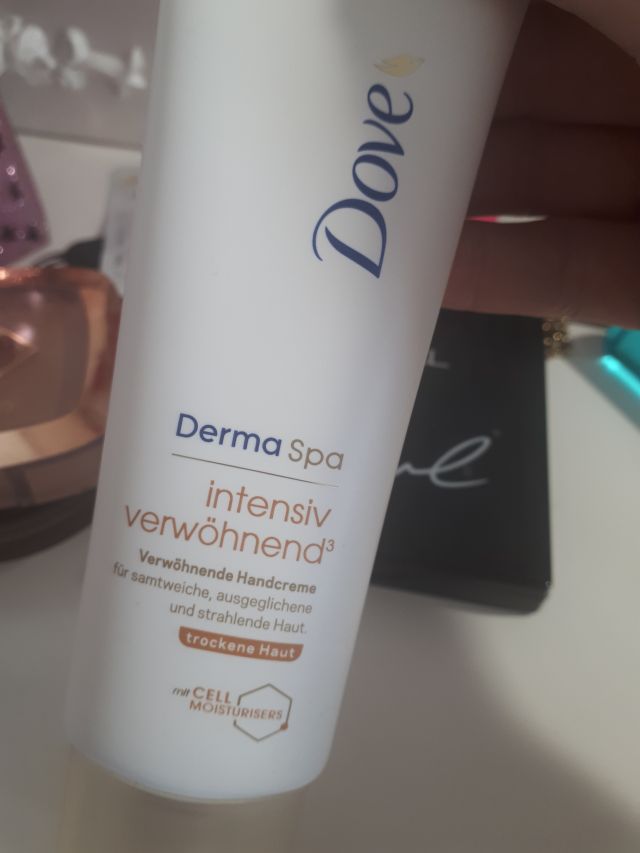 Dove
Derma Spa
intensiv
verwöhnend³
Verwöhnende Handcreme
für samtweiche, ausgeglichene
und strahlende Haut.
trockene Haut
mit CELL
MOISTURISERS